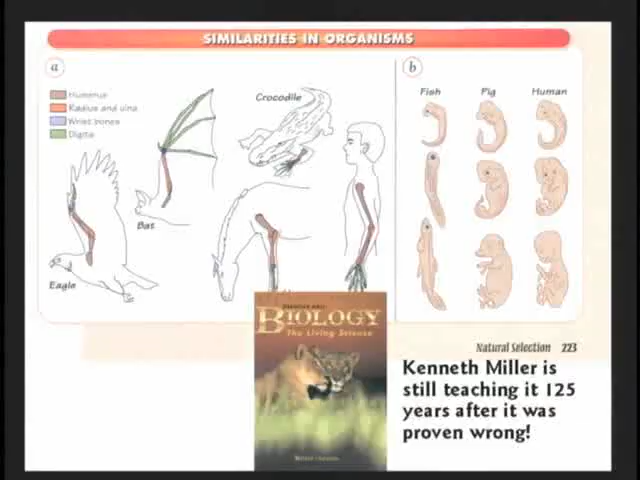 SIMILARITIES IN ORGANISMS
a
b
Humerus
Radius and ulna
Wrist bones
Digits
Crocodile
Bat
Eagle
Fish
Pig
Human
Natural Selection 223
BIOLOGY
The Living Science
Kenneth Miller is
still teaching it 125
years after it was
proven wrong!